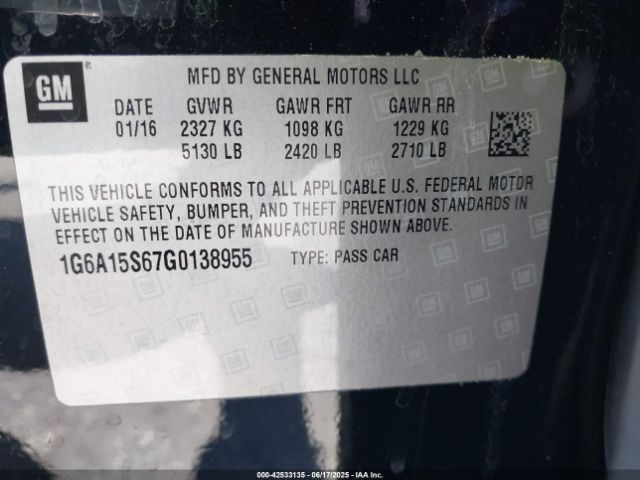 GM®
MFD BY GENERAL MOTORS LLC
DATE GVWR GAWR FRT GAWR RR
01/16 2327 KG 1098 KG 1229 KG
5130 LB 2420 LB 2710 LB
THIS VEHICLE CONFORMS TO ALL APPLICABLE U.S. FEDERAL MOTOR
VEHICLE SAFETY, BUMPER, AND THEFT PREVENTION STANDARDS IN
EFFECT ON THE DATE OF MANUFACTURE SHOWN ABOVE.
1G6A15S67G0138955 TYPE: PASS CAR
000-42533135 - 06/17/2025 - IAAI.COM